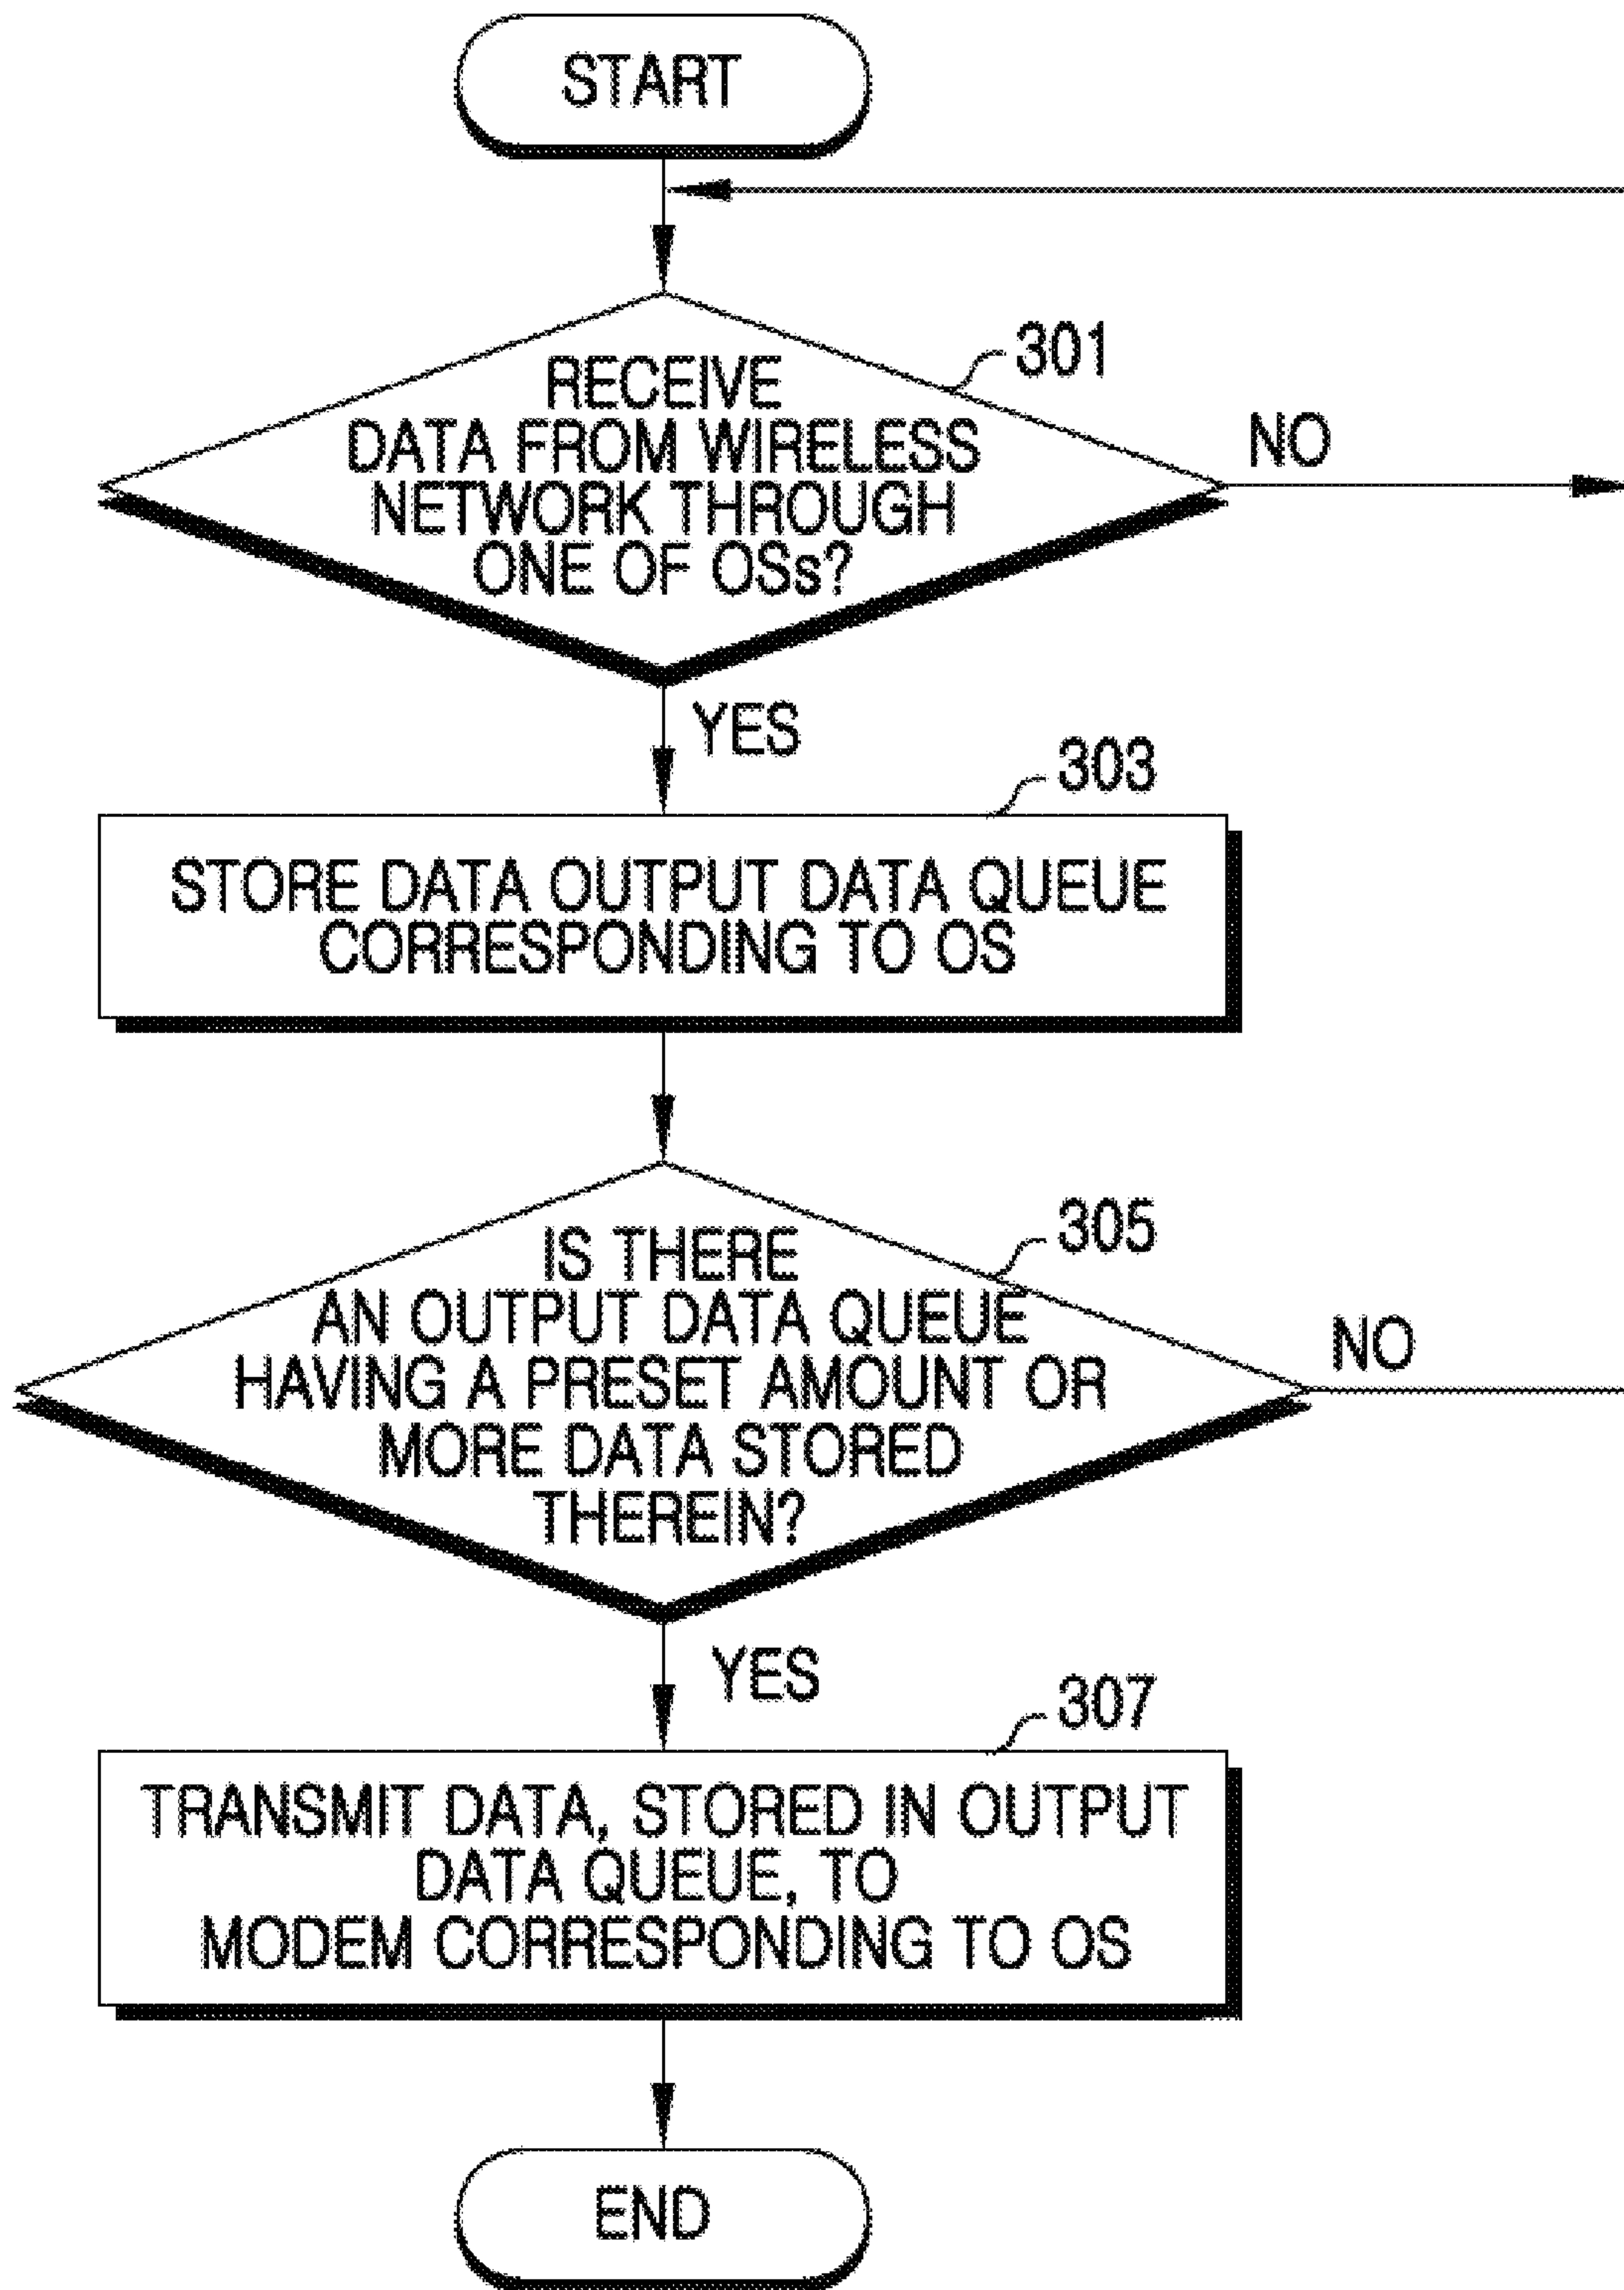 START
301
RECEIVE
DATA FROM WIRELESS
NETWORK THROUGH
ONE OF OSs?
NO
YES
303
STORE DATA OUTPUT DATA QUEUE
CORRESPONDING TO OS
305
IS THERE
AN OUTPUT DATA QUEUE
HAVING A PRESET AMOUNT OR
MORE DATA STORED
THEREIN?
NO
YES
307
TRANSMIT DATA, STORED IN OUTPUT
DATA QUEUE, TO
MODEM CORRESPONDING TO OS
END